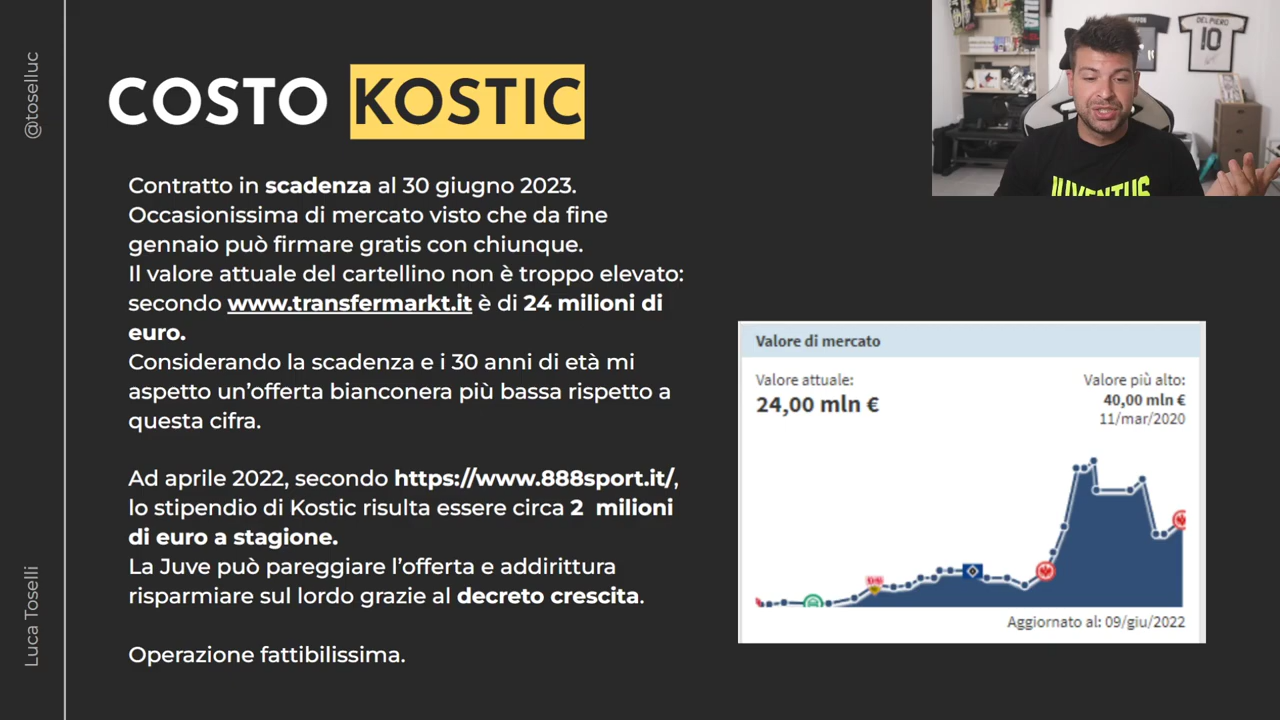 @toselluc
Luca Toselli
COSTO KOSTIC
Contratto in scadenza al 30 giugno 2023.
Occasionissima di mercato visto che da fine
gennaio può firmare gratis con chiunque.
Il valore attuale del cartellino non è troppo elevato:
secondo www.transfermarkt.it è di 24 milioni di
euro.
Considerando la scadenza e i 30 anni di età mi
aspetto un’offerta bianconera più bassa rispetto a
questa cifra.
Ad aprile 2022, secondo https://www.888sport.it/,
lo stipendio di Kostic risulta essere circa 2 milioni
di euro a stagione.
La Juve può pareggiare l’offerta e addirittura
risparmiare sul lordo grazie al decreto crescita.
Operazione fattibilissima.
DEL PIERO
10
JUVENTUS
Valore di mercato
Valore attuale:
24,00 mln €
Valore più alto:
40,00 mln €
11/mar/2020
Aggiornato al: 09/giu/2022